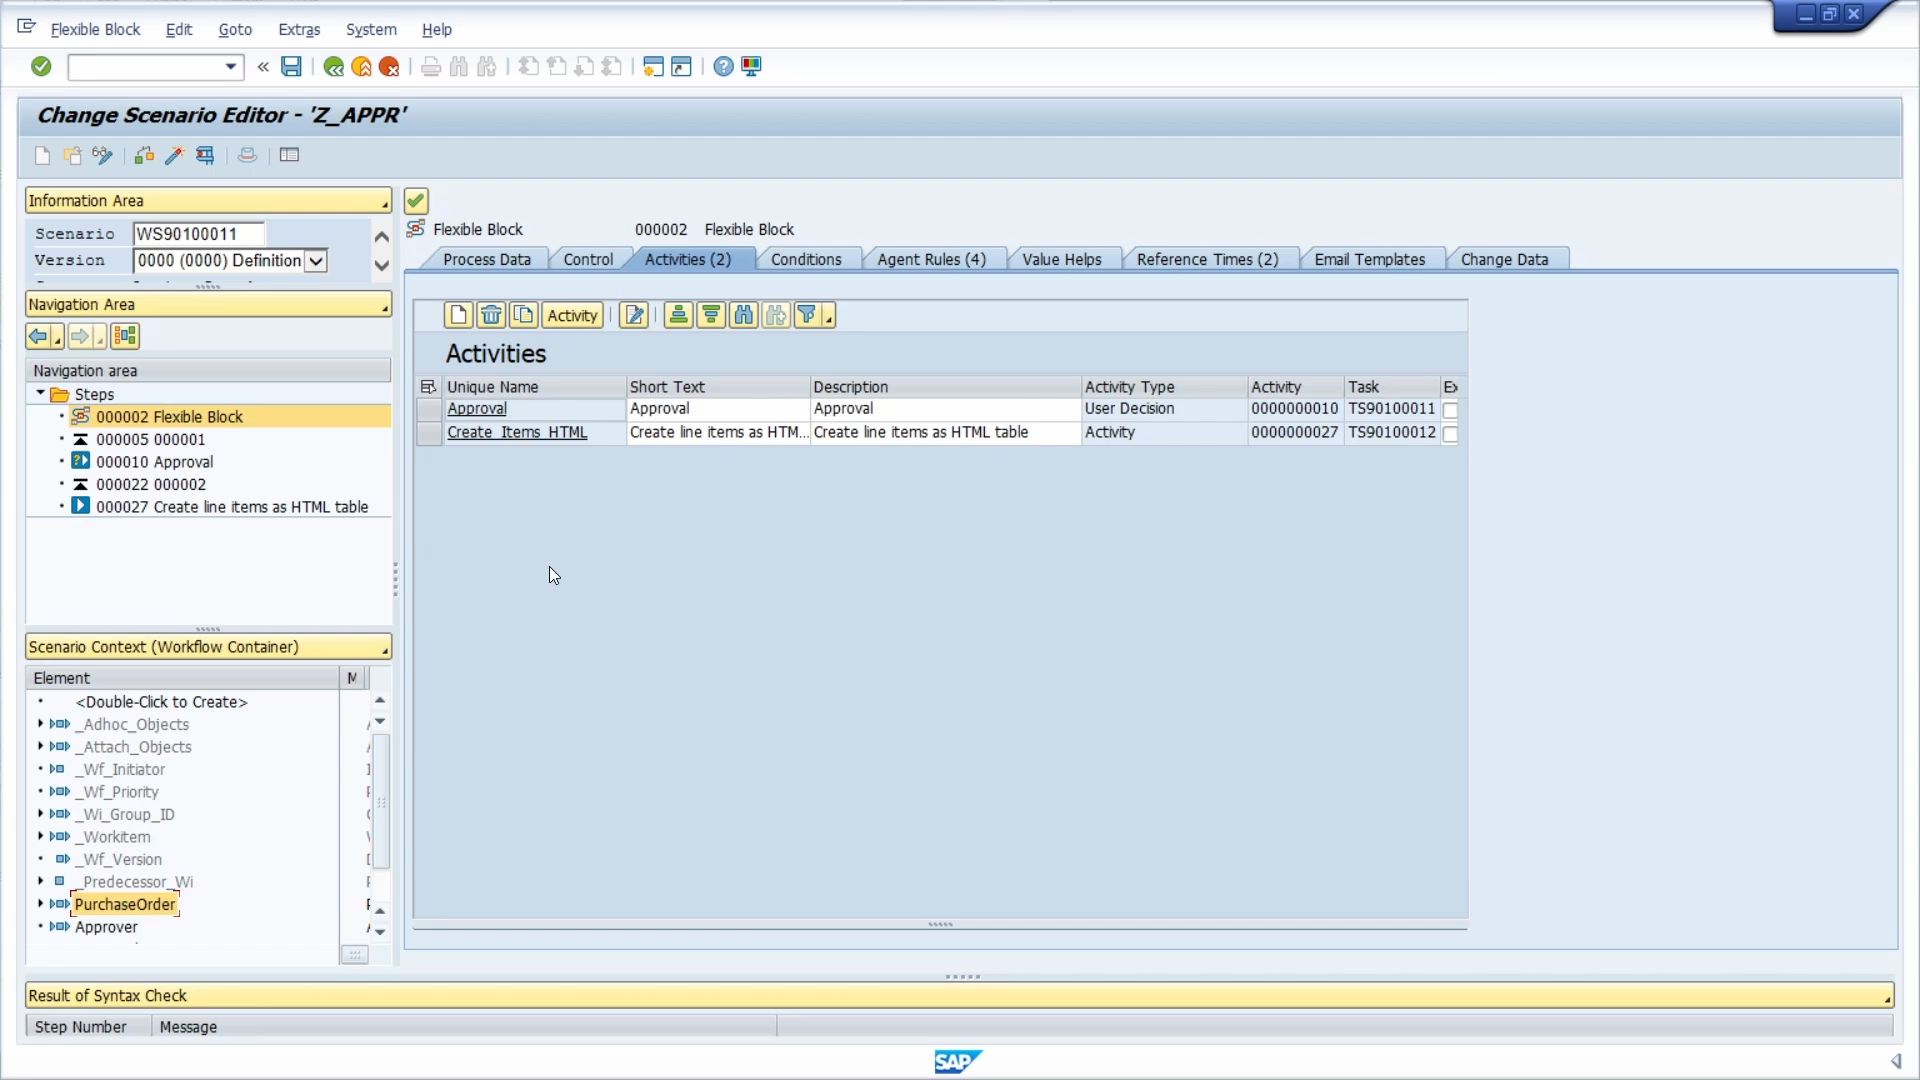 Flexible Block Edit Goto Extras System Help
Change Scenario Editor - 'Z_APPR'
Information Area
Scenario WS90100011
Version 0000 (0000) Definition
Navigation Area
Navigation area
Steps
000002 Flexible Block
000005 000001
000010 Approval
000022 000002
000027 Create line items as HTML table
Scenario Context (Workflow Container)
Element M
<Double-Click to Create>
_Adhoc_Objects
_Attach_Objects
_Wf_Initiator
_Wf_Priority
_Wi_Group_ID
_Workitem
_Wf_Version
_Predecessor_Wi
PurchaseOrder
Approver
Flexible Block 000002 Flexible Block
Process Data Control Activities (2) Conditions Agent Rules (4) Value Helps Reference Times (2) Email Templates Change Data
Activity
Activities
Unique Name Short Text Description Activity Type Activity Task Ex
Approval Approval Approval User Decision 0000000010 TS90100011
Create_Items_HTML Create line items as HTM... Create line items as HTML table Activity 0000000027 TS90100012
Result of Syntax Check
Step Number Message
SAP